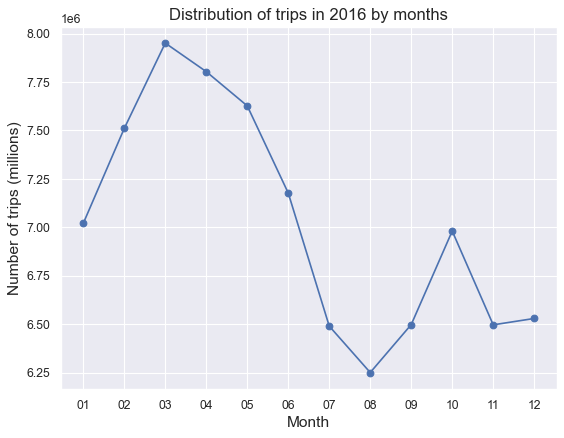 Distribution of trips in 2016 by months
1e6
8.00
7.75
7.50
7.25
7.00
6.75
6.50
6.25
Number of trips (millions)
01 02 03 04 05 06 07 08 09 10 11 12
Month